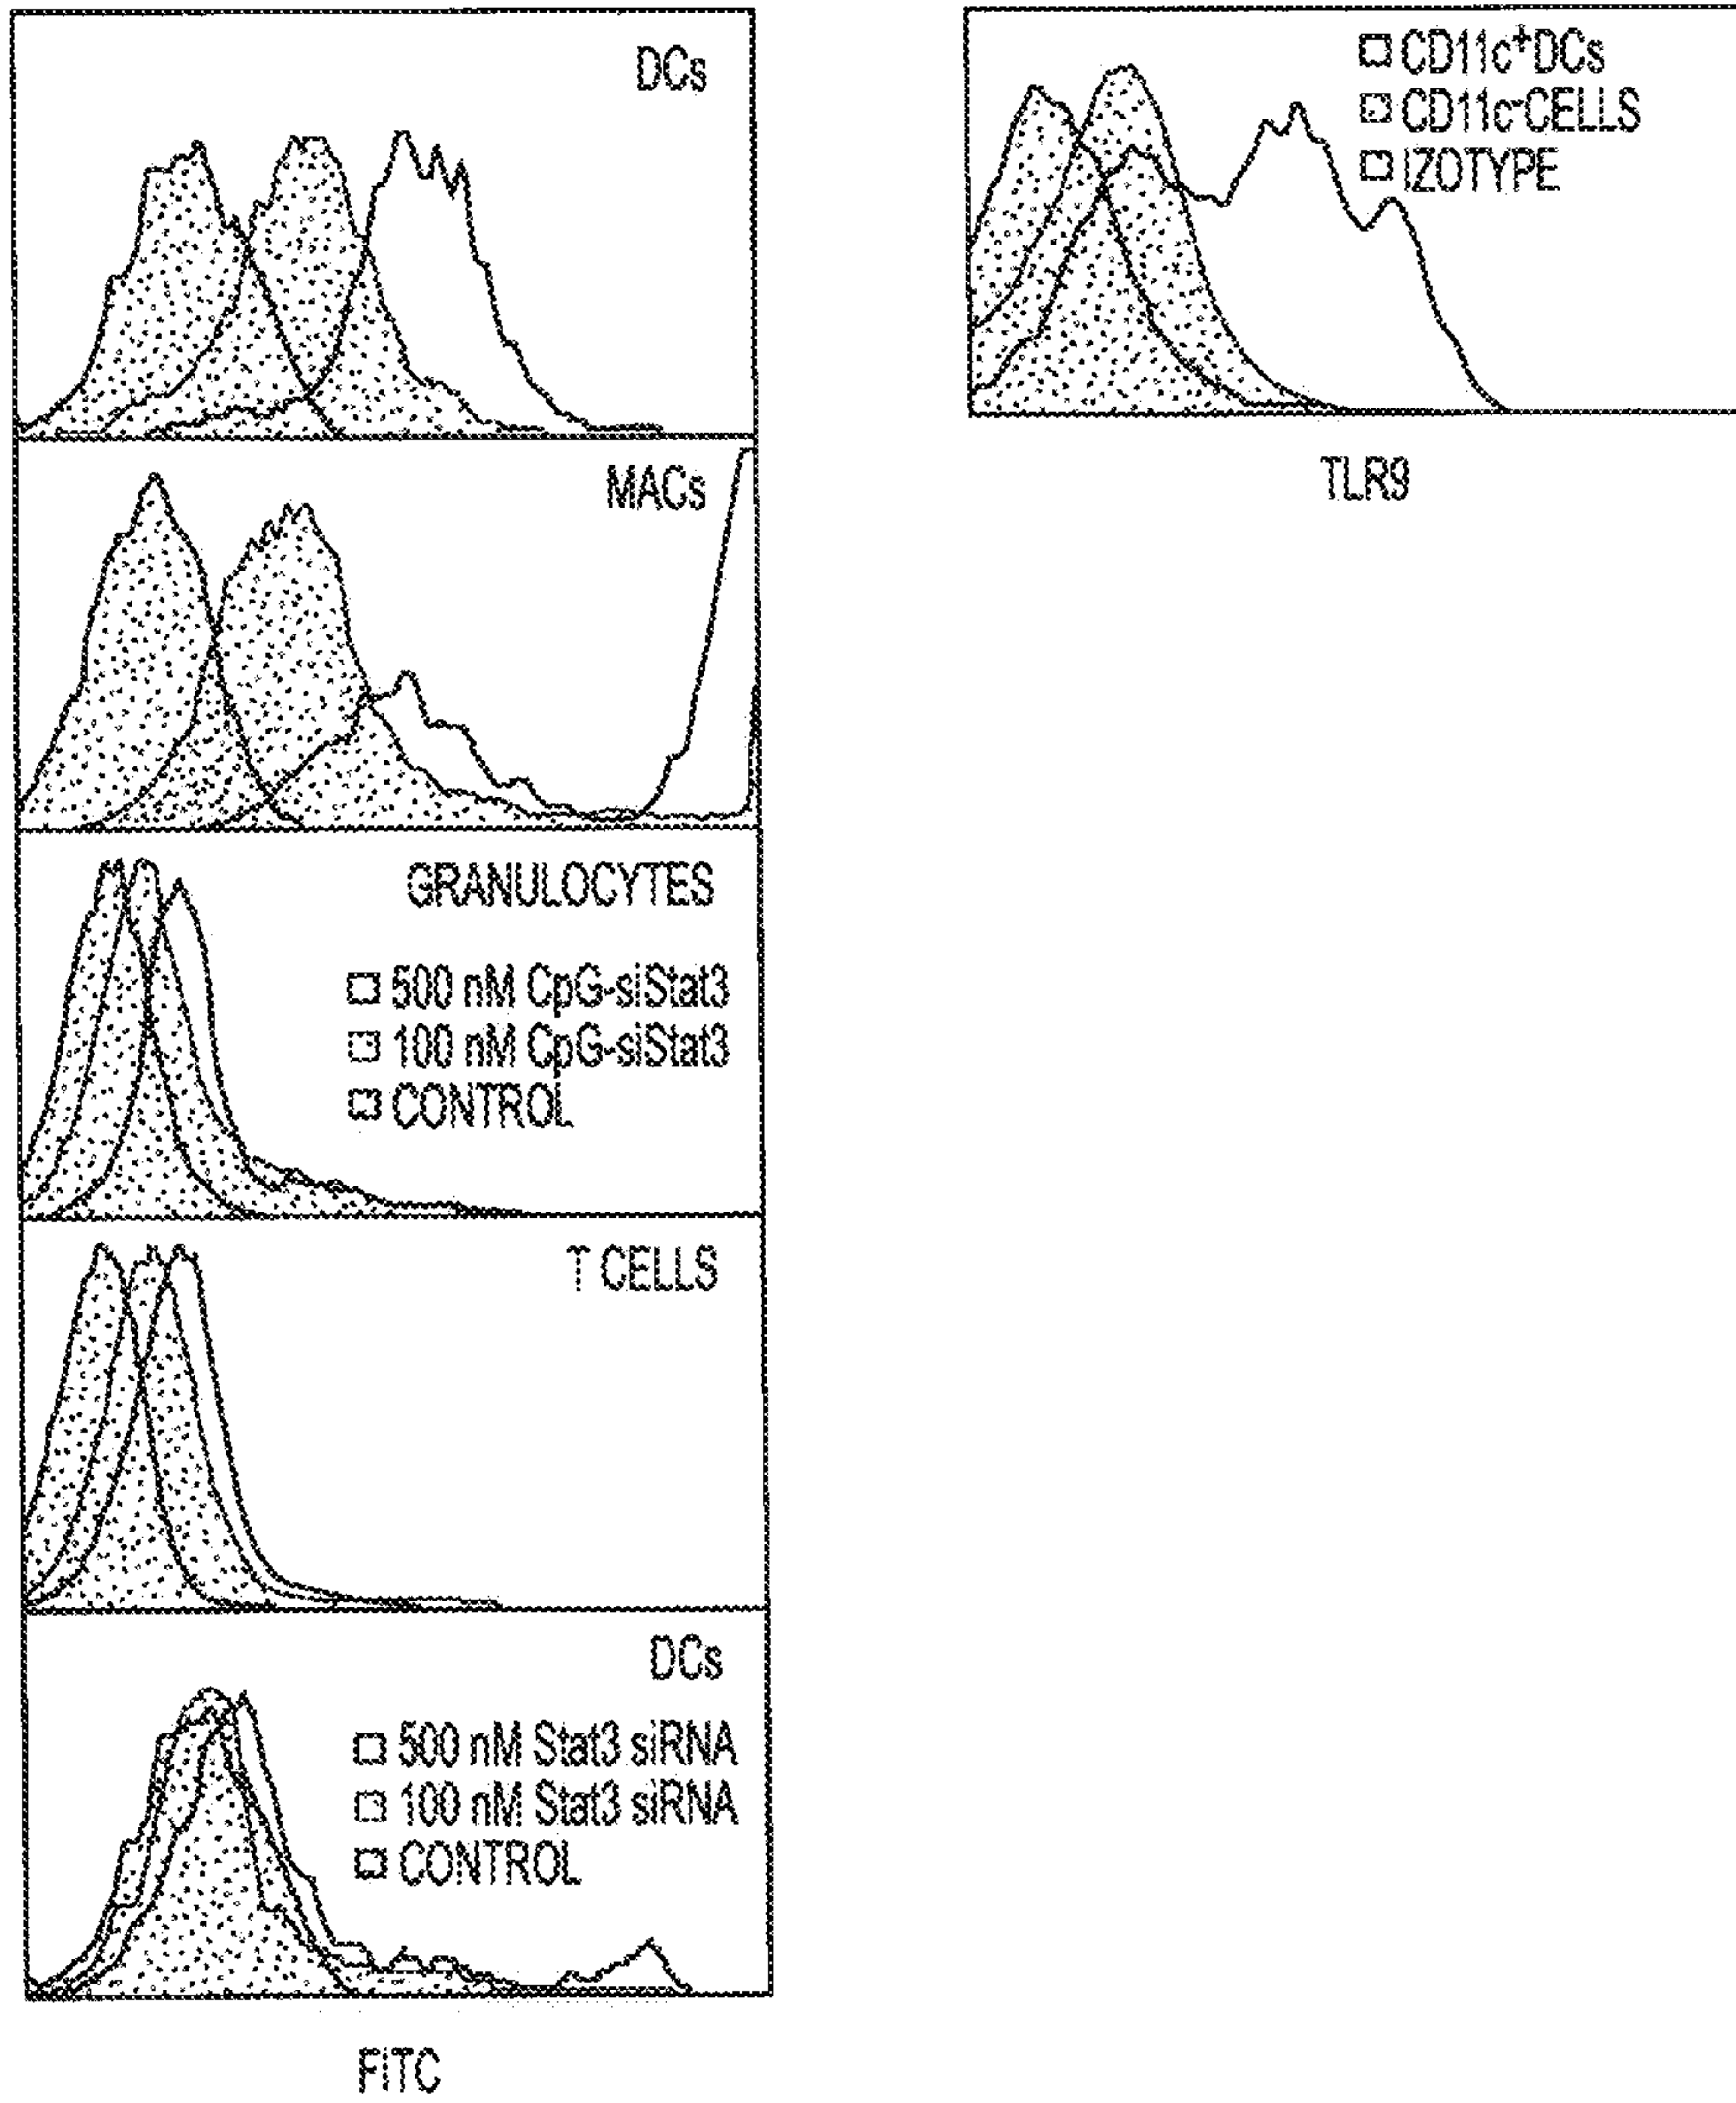 DCs
MACs
GRANULOCYTES
500 nM CpG-siStat3
100 nM CpG-siStat3
CONTROL
T CELLS
DCs
500 nM Stat3 siRNA
100 nM Stat3 siRNA
CONTROL
FITC
CD11c⁺DCs
CD11c⁻CELLS
IZOTYPE
TLR9